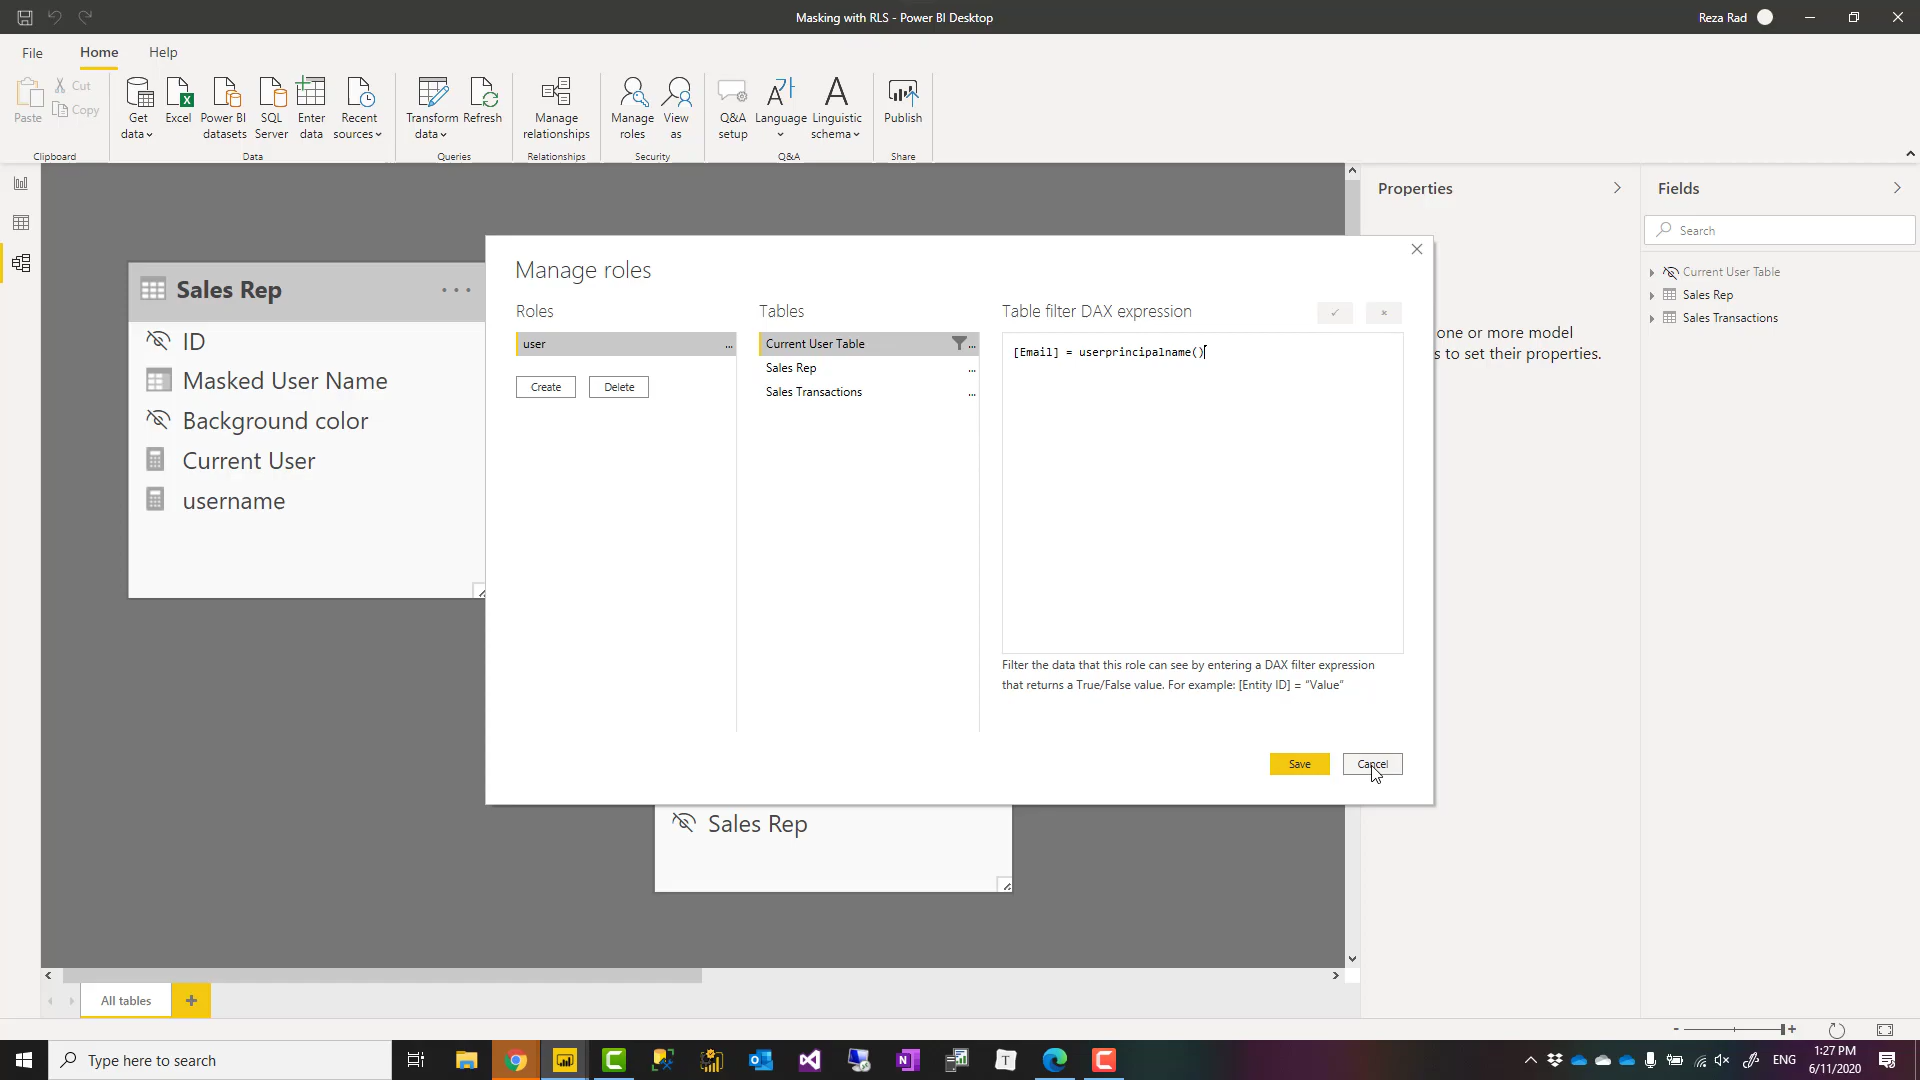 Masking with RLS - Power BI Desktop
Reza Rad
File
Home
Help
Paste
Cut
Copy
Clipboard
Get data
Excel
Power BI datasets
SQL Server
Enter data
Recent sources
Data
Transform data
Refresh
Queries
Manage relationships
Relationships
Manage roles
View as
Security
Q&A setup
Language
Linguistic schema
Q&A
Publish
Share
Properties
one or more model
s to set their properties.
Fields
Search
Current User Table
Sales Rep
Sales Transactions
Sales Rep
ID
Masked User Name
Background color
Current User
username
Manage roles
Roles
user
...
Create
Delete
Tables
Current User Table
...
Sales Rep
...
Sales Transactions
...
Table filter DAX expression
[Email] = userprincipalname()
Filter the data that this role can see by entering a DAX filter expression
that returns a True/False value. For example: [Entity ID] = “Value”
Save
Cancel
Sales Rep
All tables
+
- +
Type here to search
ENG
1:27 PM
6/11/2020